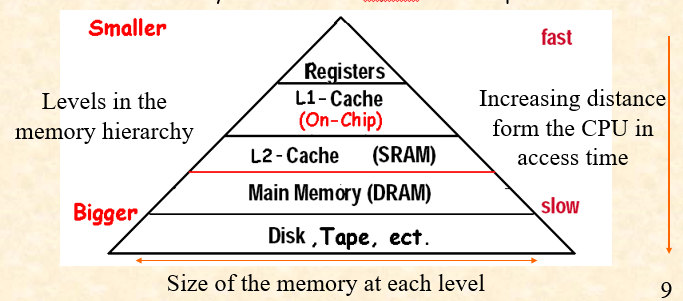 Smaller
fast
Registers
L1-Cache
(On-Chip)
Levels in the
memory hierarchy
Increasing distance
form the CPU in
access time
L2-Cache (SRAM)
Main Memory (DRAM)
Bigger
slow
Disk ,Tape, ect.
Size of the memory at each level
9